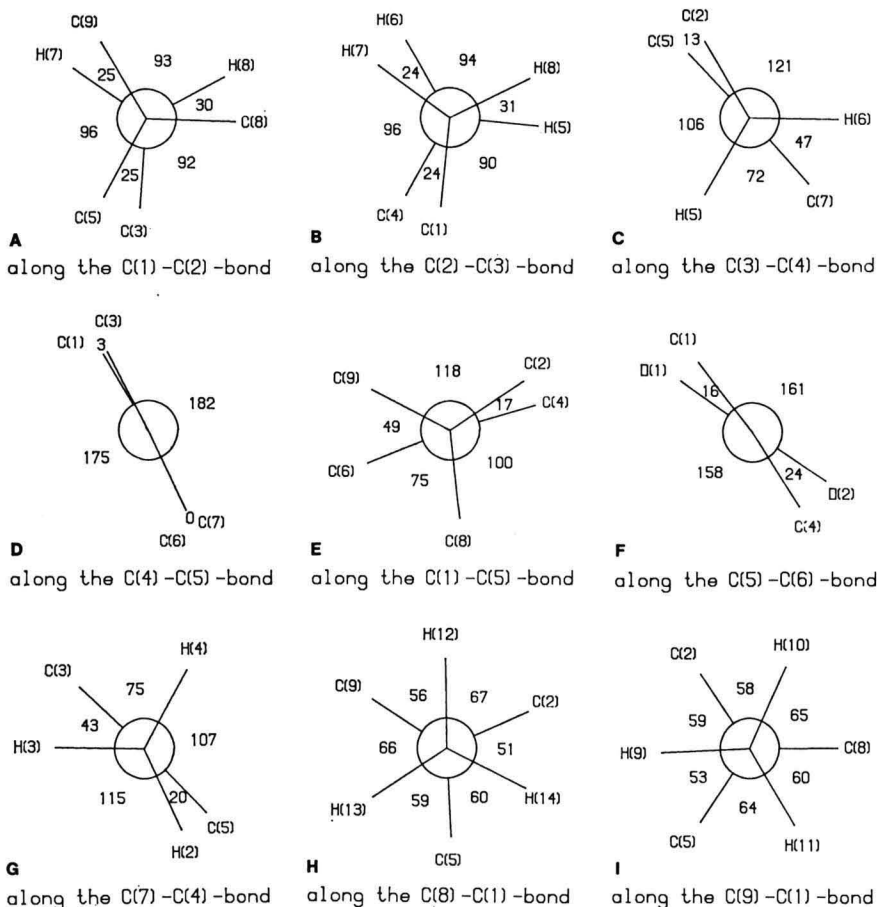 C(9)
H(7)
93
H(8)
25
30
C(8)
96
92
25
C(5)
C(3)
A
along the C(1)-C(2)-bond
H(6)
H(7)
94
H(8)
24
31
H(5)
96
90
24
C(4)
C(1)
B
along the C(2)-C(3)-bond
C(2)
C(5)
13
121
H(6)
106
47
72
H(5)
C(7)
C
along the C(3)-C(4)-bond
C(3)
C(1)
3
182
175
0
C(7)
C(6)
D
along the C(4)-C(5)-bond
118
C(2)
C(9)
17
C(4)
49
C(6)
100
75
C(8)
E
along the C(1)-C(5)-bond
C(1)
O(1)
161
16
158
24
O(2)
C(4)
F
along the C(5)-C(6)-bond
H(4)
C(3)
75
43
107
H(3)
115
20
C(5)
H(2)
G
along the C(7)-C(4)-bond
H(12)
C(9)
56
67
C(2)
66
51
H(14)
H(13)
59
60
C(5)
H
along the C(8)-C(1)-bond
H(10)
C(2)
58
59
65
H(9)
C(8)
53
60
64
C(5)
H(11)
I
along the C(9)-C(1)-bond